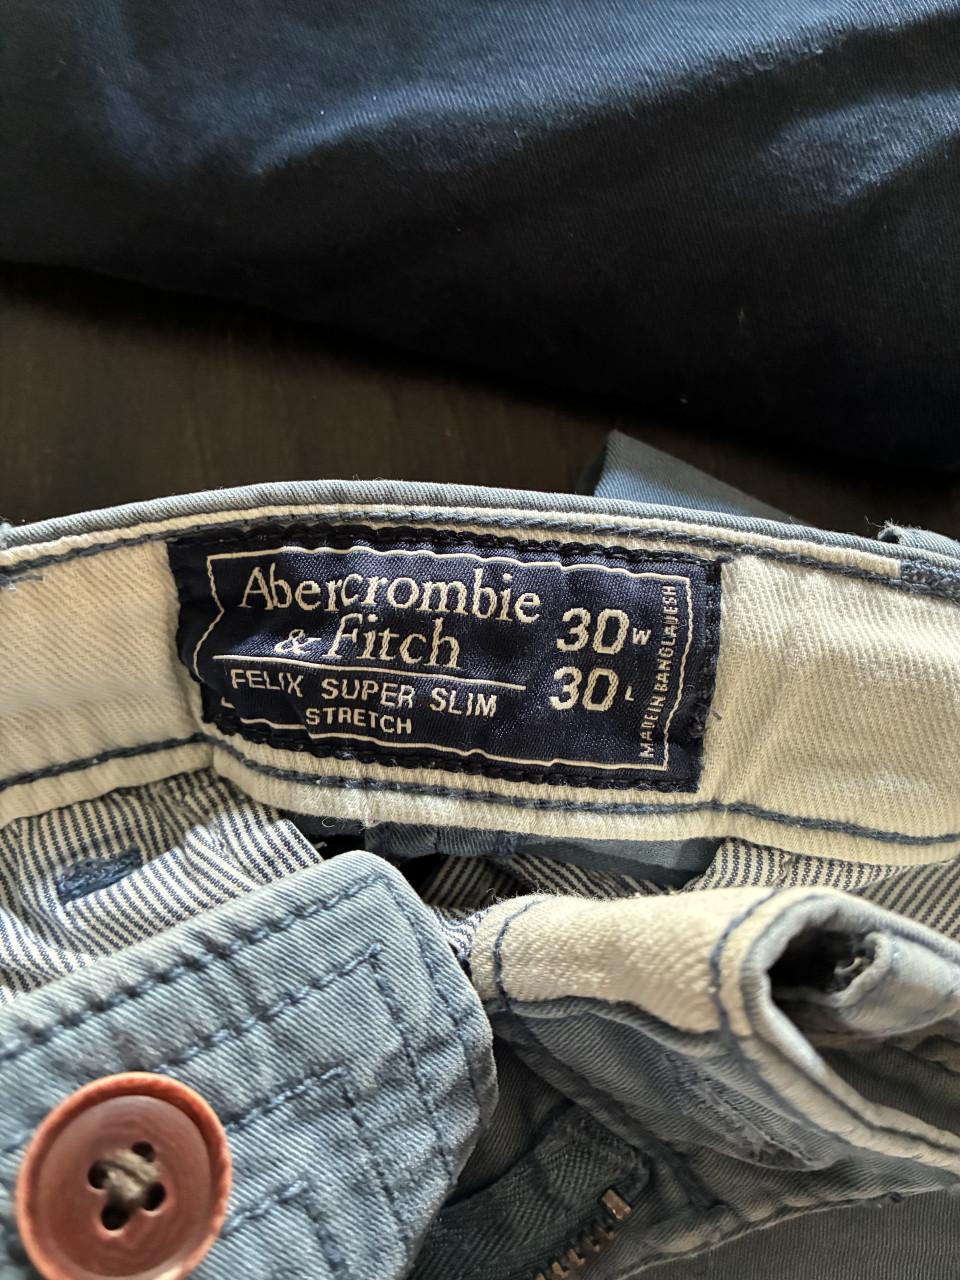 Abercrombie
& Fitch
30W
30L
FELIX SUPER SLIM
STRETCH
MADE IN BANGLADESH